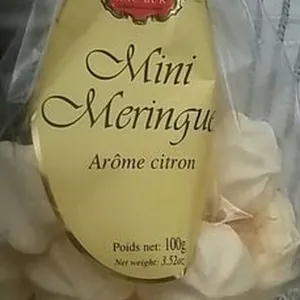 Mini
Meringue
Arôme citron
Poids net: 100g
Net weight: 3.52oz